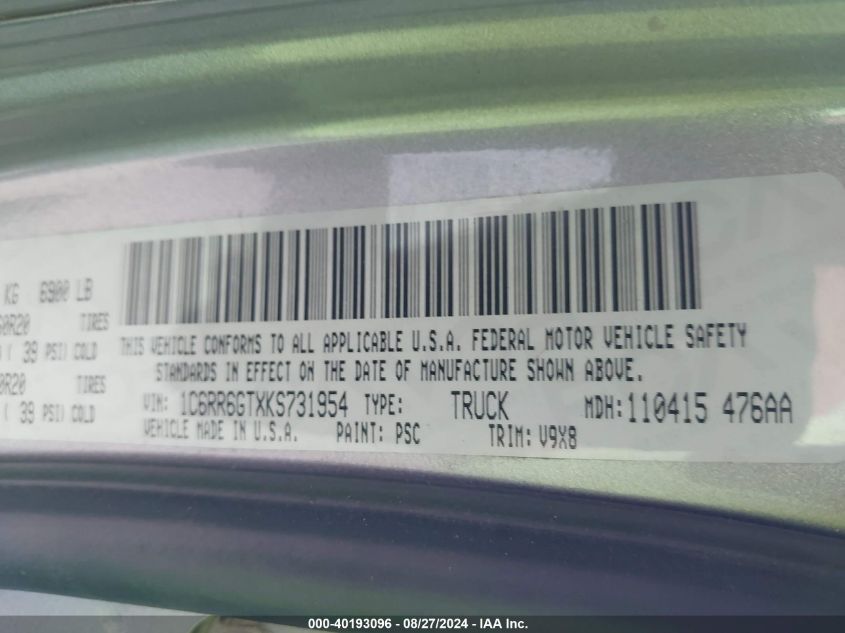 KG 6900 LB
TIRES
( 39 PSI) COLD
TIRES
( 39 PSI) COLD
THIS VEHICLE CONFORMS TO ALL APPLICABLE U.S.A. FEDERAL MOTOR VEHICLE SAFETY
STANDARDS IN EFFECT ON THE DATE OF MANUFACTURE SHOWN ABOVE.
VIN: 1C6RR6GTXKS731954 TYPE: TRUCK MDH: 110415 476AA
VEHICLE MADE IN U.S.A. PAINT: PSC TRIM: V9X8
000-40193096 - 08/27/2024 - IAA Inc.